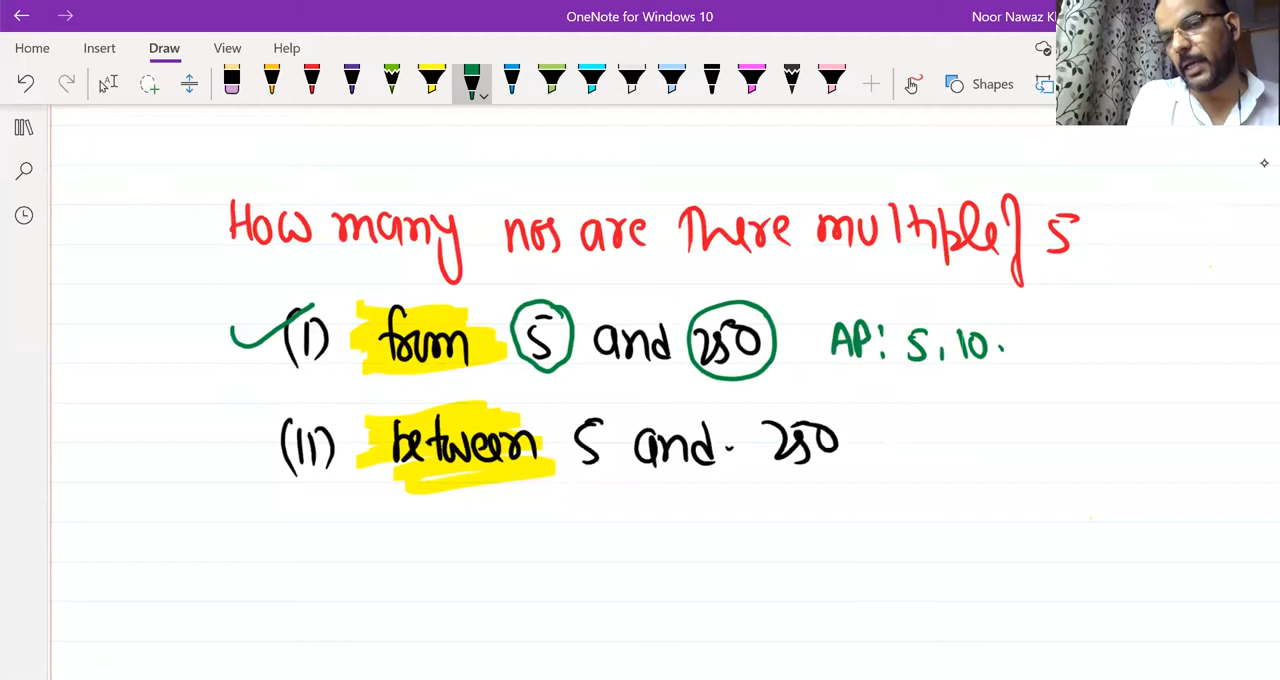 OneNote for Windows 10
Noor Nawaz K
Home Insert Draw View Help
Shapes
How many nos are there multiple of 5
(I) from 5 and 250 AP: 5, 10.
(II) between 5 and. 250